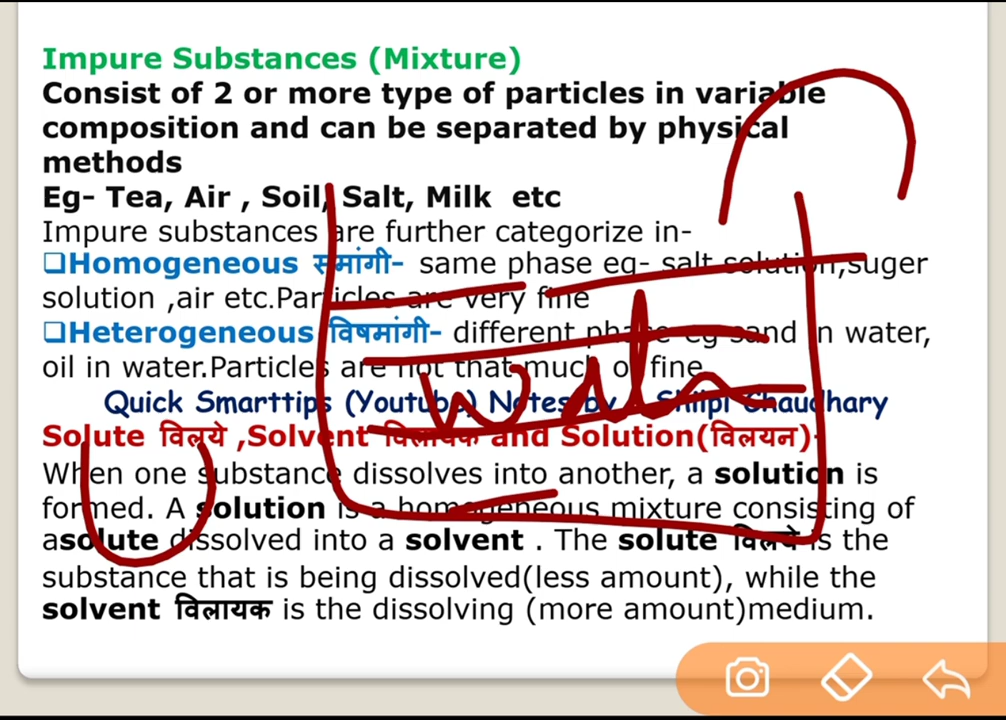 Impure Substances (Mixture)
Consist of 2 or more type of particles in variable
composition and can be separated by physical
methods
Eg- Tea, Air , Soil, Salt, Milk etc
Impure substances are further categorize in-
❑Homogeneous समांगी- same phase eg- salt solution,suger
solution ,air etc.Particles are very fine
❑Heterogeneous विषमांगी- different phase eg sand in water,
oil in water.Particles are not that much of fine
Quick Smarttips (Youtube) Notes by Shilpi Chaudhary
Solute विलये ,Solvent विलायक and Solution(विलयन)-
When one substance dissolves into another, a solution is
formed. A solution is a homogeneous mixture consisting of
asolute dissolved into a solvent . The solute विलये is the
substance that is being dissolved(less amount), while the
solvent विलायक is the dissolving (more amount)medium.